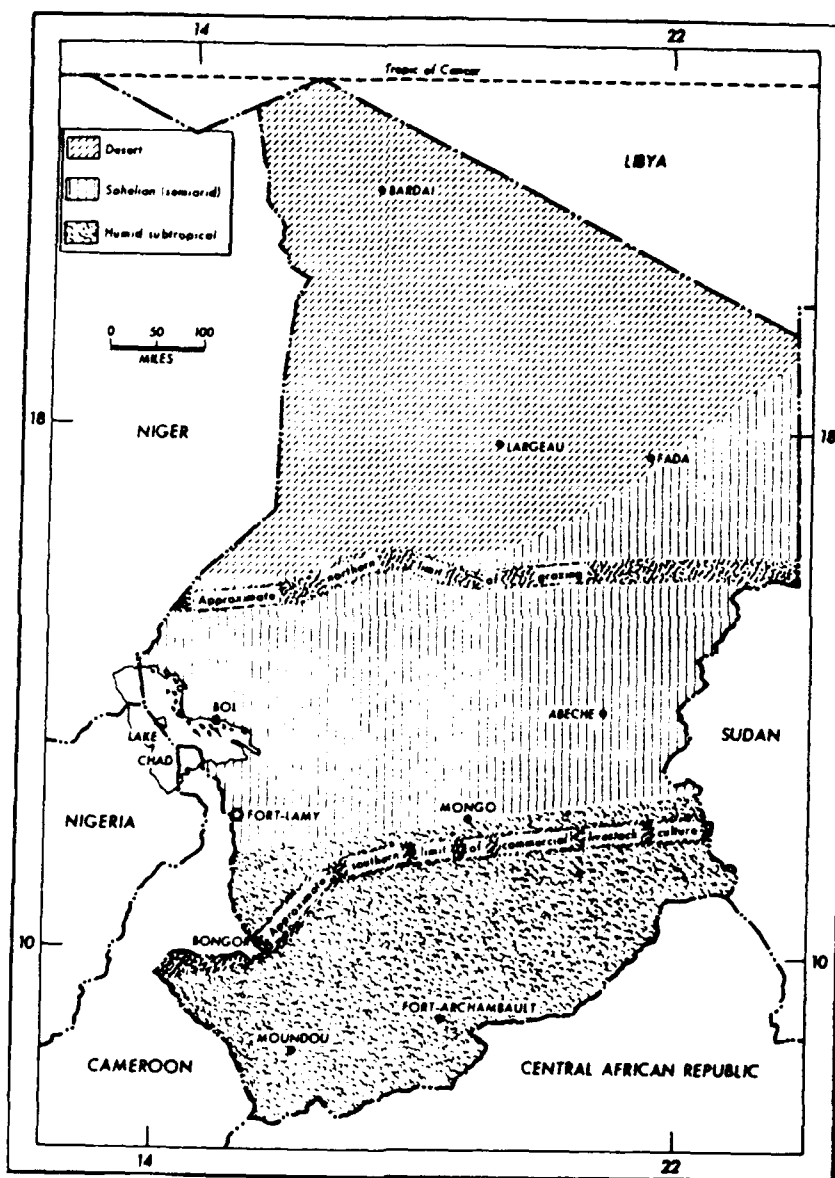 14 22
Tropic of Cancer
Desert
Sahelian (semiarid)
Humid subtropical
LIBYA
BARDAI
0 50 100
MILES
NIGER
18 18
LARGEAU
FADA
Approximate northern limit of grazing
BOL
ABECHE
LAKE
CHAD
SUDAN
NIGERIA
FORT-LAMY
MONGO
Approximate southern limit of commercial livestock culture
BONGOR
10 10
FORT-ARCHAMBAULT
MOUNDOU
CAMEROON
CENTRAL AFRICAN REPUBLIC
14 22